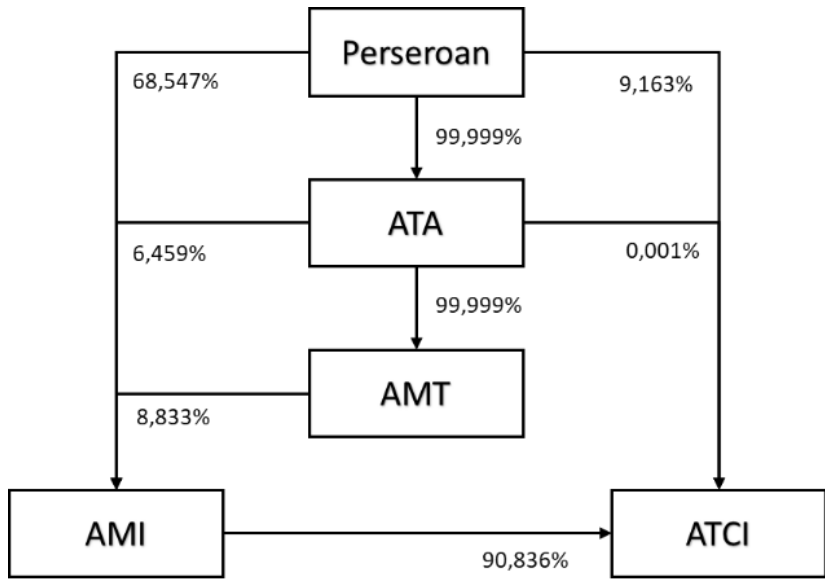 Perseroan
68,547%
9,163%
99,999%
ATA
6,459%
0,001%
99,999%
AMT
8,833%
AMI
ATCI
90,836%